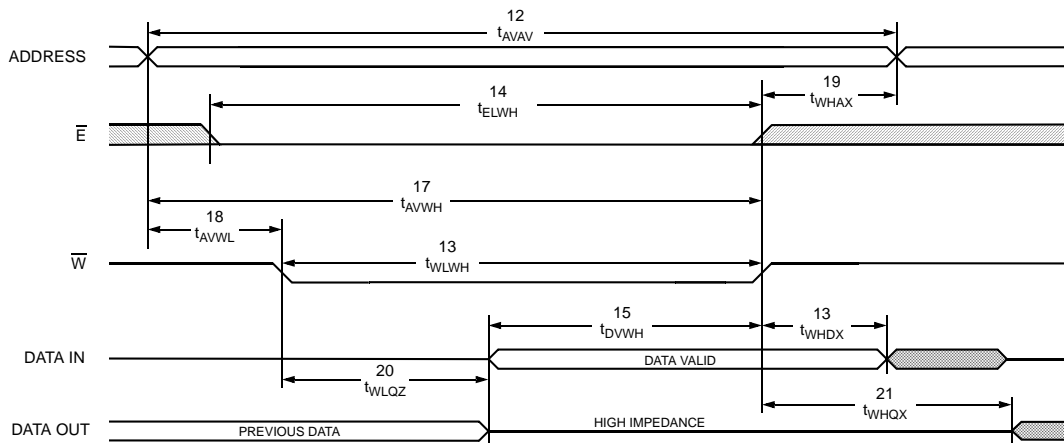 12
tAVAV
ADDRESS
19
tWHAX
14
tELWH
E
17
tAVWH
18
tAVWL
13
tWLWH
W
15
tDVWH
13
tWHDX
DATA IN
DATA VALID
20
tWLQZ
21
tWHQX
DATA OUT
PREVIOUS DATA
HIGH IMPEDANCE